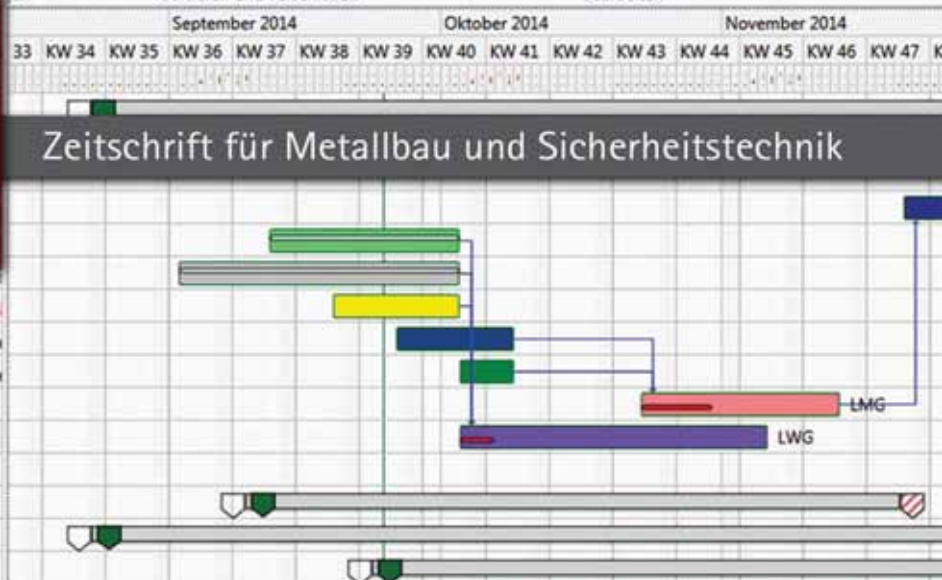 September 2014 Oktober 2014 November 2014
33 KW 34 KW 35 KW 36 KW 37 KW 38 KW 39 KW 40 KW 41 KW 42 KW 43 KW 44 KW 45 KW 46 KW 47 K
Zeitschrift für Metallbau und Sicherheitstechnik
LMG
LWG